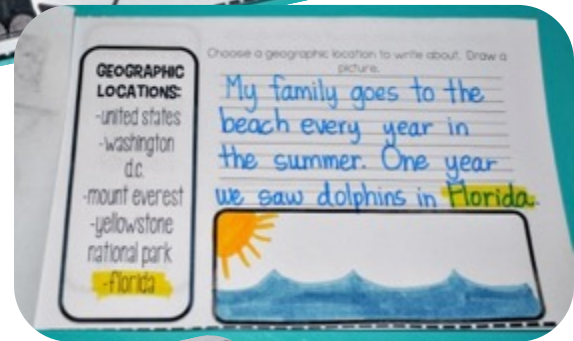 GEOGRAPHIC
LOCATIONS:
-united states
-washington
d.c.
-mount everest
-yellowstone
national park
-florida
Choose a geographic location to write about. Draw a
picture.
My family goes to the
beach every year in
the summer. One year
we saw dolphins in Florida.